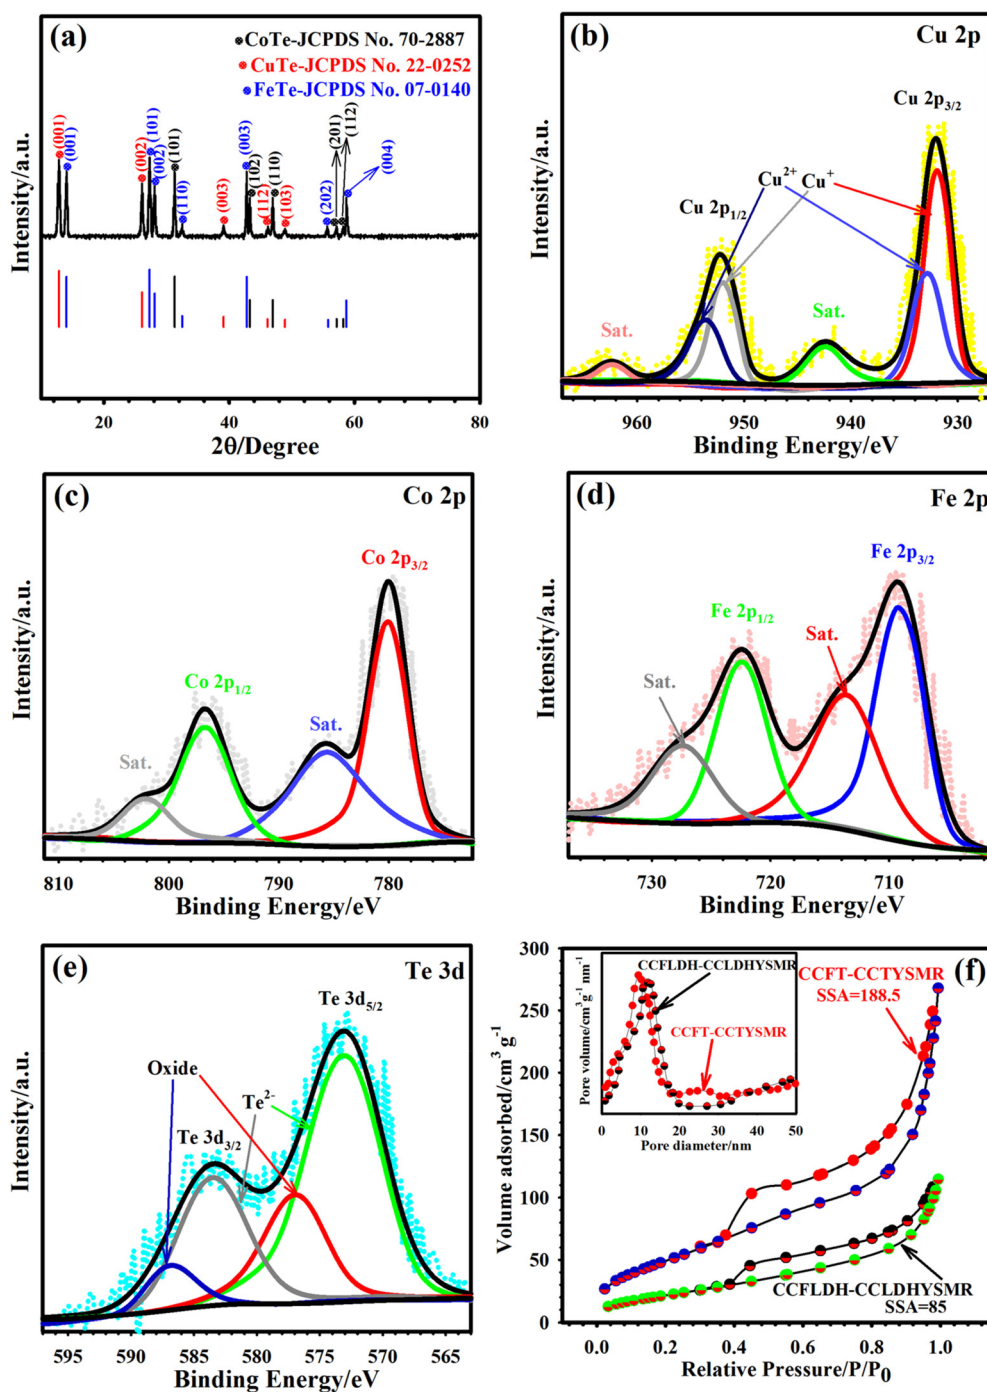 (a)
CoTe-JCPDS No. 70-2887
CuTe-JCPDS No. 22-0252
FeTe-JCPDS No. 07-0140
(001)
(001)
(002)
(101)
(002)
(110)
(101)
(003)
(003)
(102)
(112)
(110)
(103)
(202)
(201)
(112)
(004)
Intensity/a.u.
20 40 60 80
2θ/Degree
(b)
Cu 2p
Cu 2p3/2
Cu2+
Cu+
Cu 2p1/2
Sat.
Sat.
Intensity/a.u.
960 950 940 930
Binding Energy/eV
(c)
Co 2p
Co 2p3/2
Co 2p1/2
Sat.
Sat.
Intensity/a.u.
810 800 790 780
Binding Energy/eV
(d)
Fe 2p
Fe 2p3/2
Fe 2p1/2
Sat.
Sat.
Intensity/a.u.
730 720 710
Binding Energy/eV
(e)
Te 3d
Te 3d5/2
Oxide
Te2-
Te 3d3/2
Intensity/a.u.
595 590 585 580 575 570 565
Binding Energy/eV
(f)
CCFT-CCTYSMR
SSA=188.5
CCFLDH-CCLDHYSMR
CCFT-CCTYSMR
Pore volume/cm3g-1 nm-1
0 10 20 30 40 50
Pore diameter/nm
CCFLDH-CCLDHYSMR
SSA=85
Volume adsorbed/cm3 g-1
300
250
200
150
100
50
0
0.0 0.2 0.4 0.6 0.8 1.0
Relative Pressure/P/P0